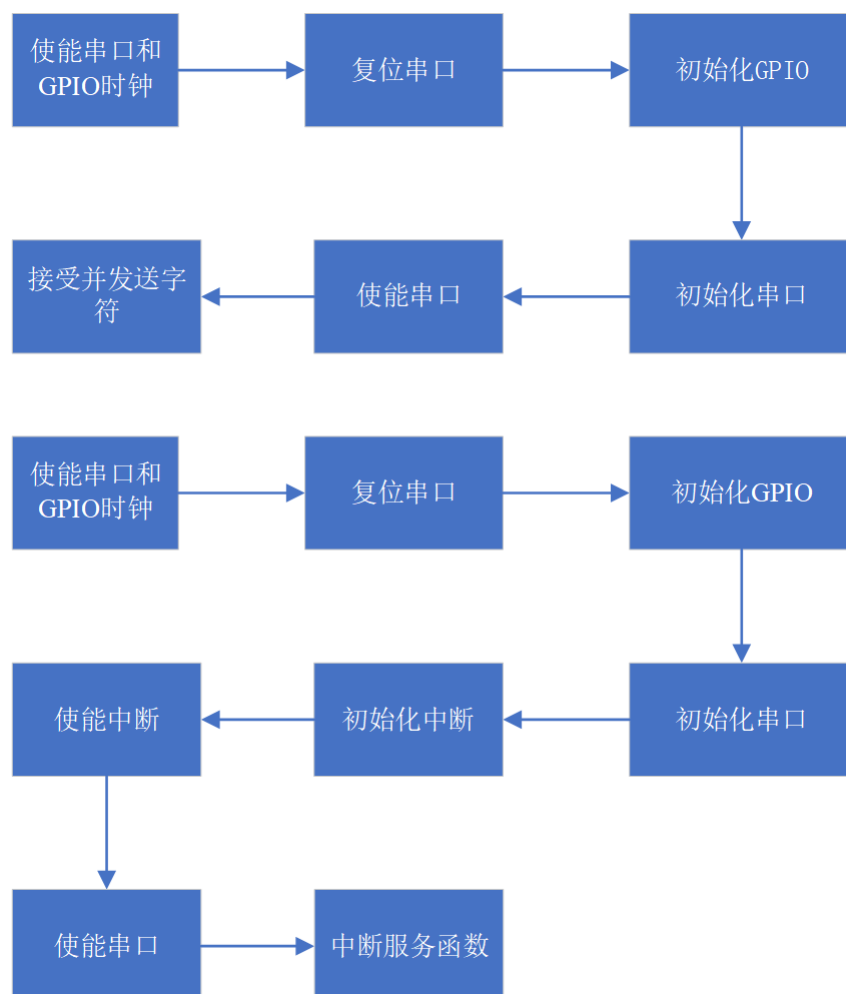 使能串口和
GPIO时钟
复位串口
初始化GPIO
初始化串口
使能串口
接受并发送字
符
使能串口和
GPIO时钟
复位串口
初始化GPIO
初始化串口
初始化中断
使能中断
使能串口
中断服务函数